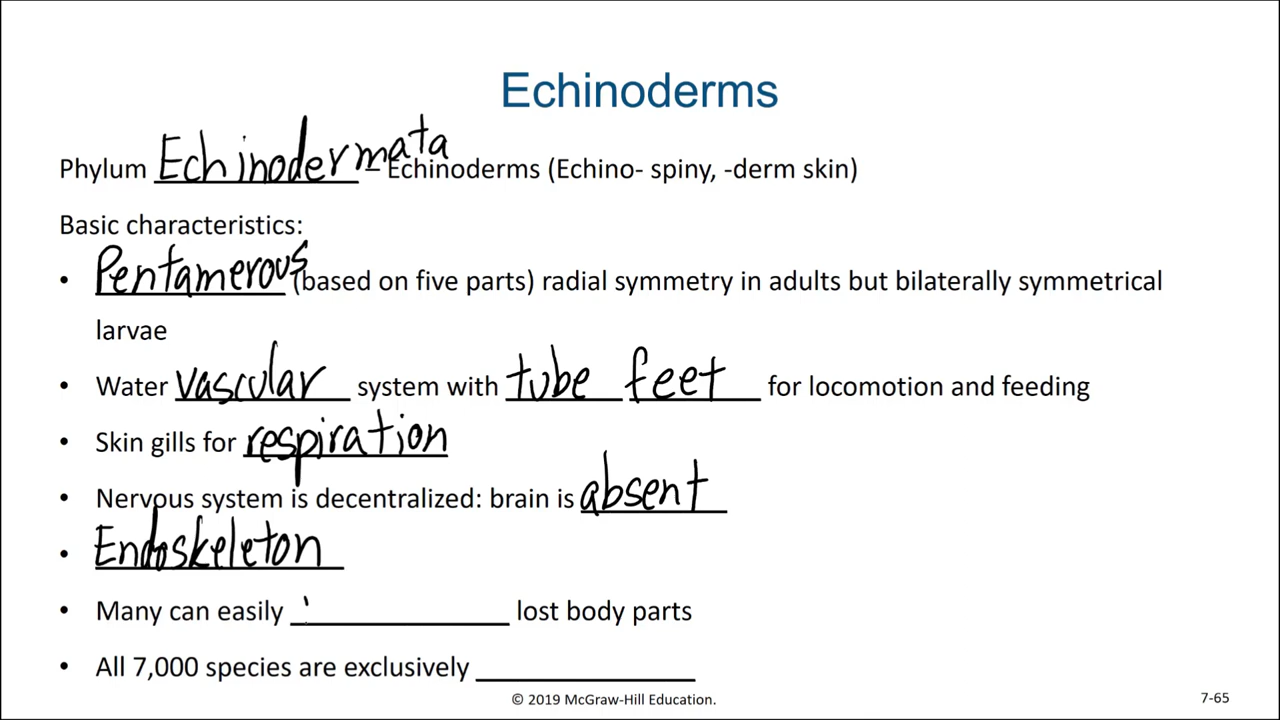 Echinoderms
Phylum Echinodermata – Echinoderms (Echino- spiny, -derm skin)
Basic characteristics:
• Pentamerous (based on five parts) radial symmetry in adults but bilaterally symmetrical
larvae
• Water vascular system with tube feet for locomotion and feeding
• Skin gills for respiration
• Nervous system is decentralized: brain is absent
• Endoskeleton
• Many can easily ____________ lost body parts
• All 7,000 species are exclusively ____________
© 2019 McGraw-Hill Education.
7-65